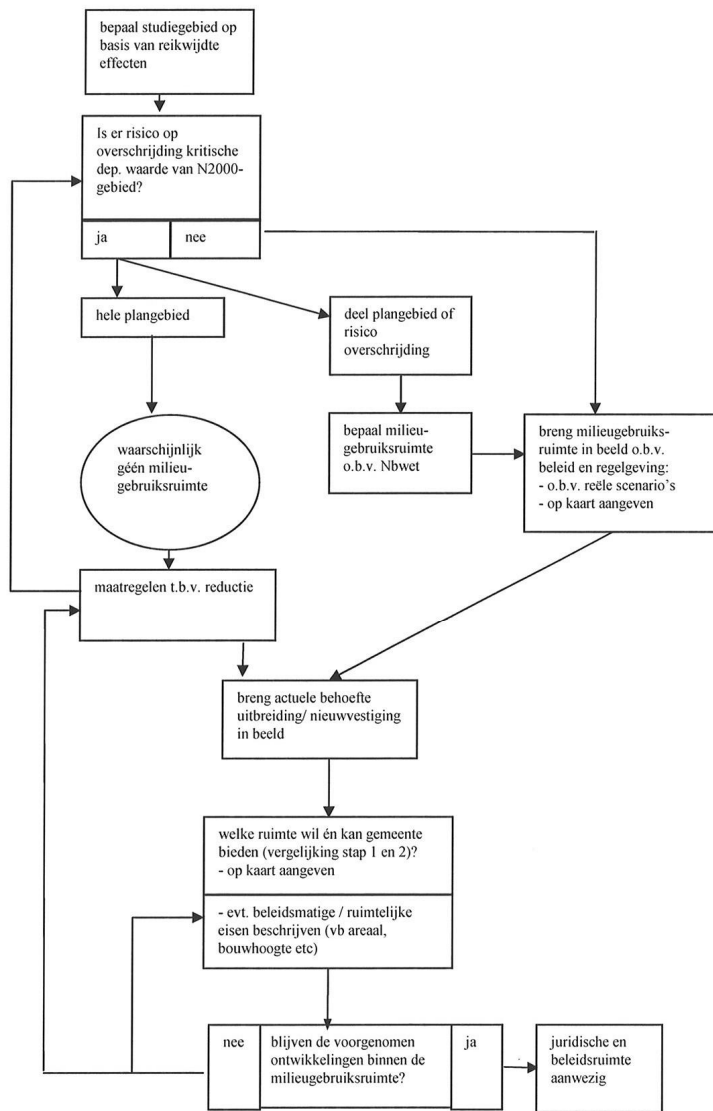 bepaal studiegebied op
basis van reikwijdte
effecten
Is er risico op
overschrijding kritische
dep. waarde van N2000-
gebied?
ja
nee
hele plangebied
deel plangebied of
risico
overschrijding
waarschijnlijk
géén milieu-
gebruiksruimte
bepaal milieu-
gebruiksruimte
o.b.v. Nbwet
breng milieugebruiks-
ruimte in beeld o.b.v.
beleid en regelgeving:
- o.b.v. reële scenario's
- op kaart aangeven
maatregelen t.b.v. reductie
breng actuele behoefte
uitbreiding/ nieuwvestiging
in beeld
welke ruimte wil én kan gemeente
bieden (vergelijking stap 1 en 2)?
- op kaart aangeven
- evt. beleidsmatige / ruimtelijke
eisen beschrijven (vb areaal,
bouwhoogte etc)
nee
blijven de voorgenomen
ontwikkelingen binnen de
milieugebruiksruimte?
ja
juridische en
beleidsruimte
aanwezig